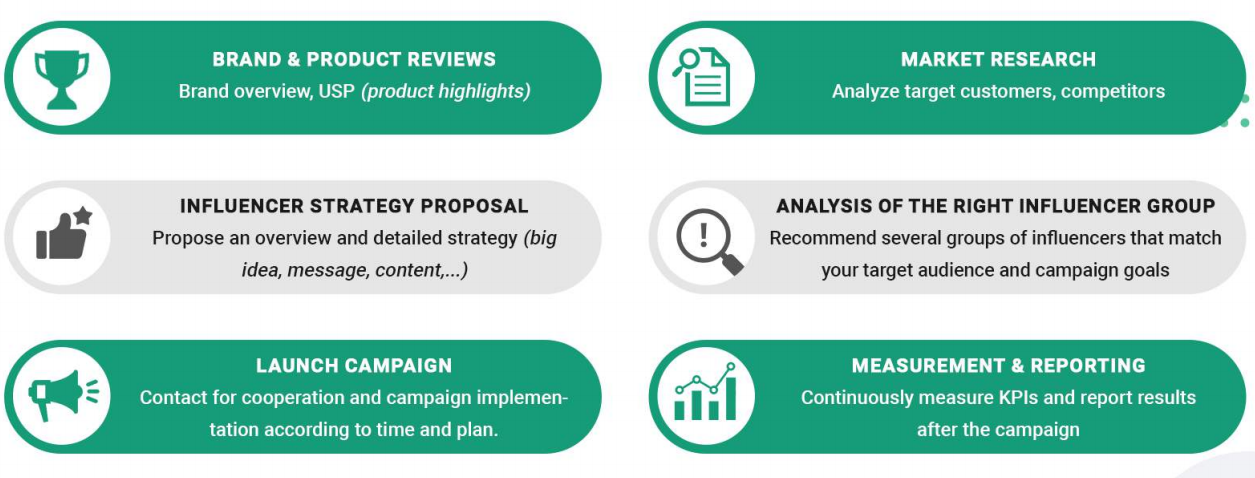 BRAND & PRODUCT REVIEWS
Brand overview, USP (product highlights)
MARKET RESEARCH
Analyze target customers, competitors
INFLUENCER STRATEGY PROPOSAL
Propose an overview and detailed strategy (big
idea, message, content,...)
ANALYSIS OF THE RIGHT INFLUENCER GROUP
Recommend several groups of influencers that match
your target audience and campaign goals
LAUNCH CAMPAIGN
Contact for cooperation and campaign implemen-
tation according to time and plan.
MEASUREMENT & REPORTING
Continuously measure KPIs and report results
after the campaign